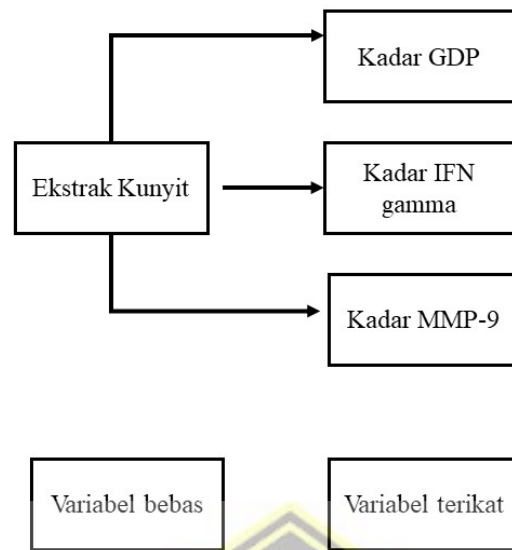 Kadar GDP
Ekstrak Kunyit
Kadar IFN
gamma
Kadar MMP-9
Variabel bebas
Variabel terikat